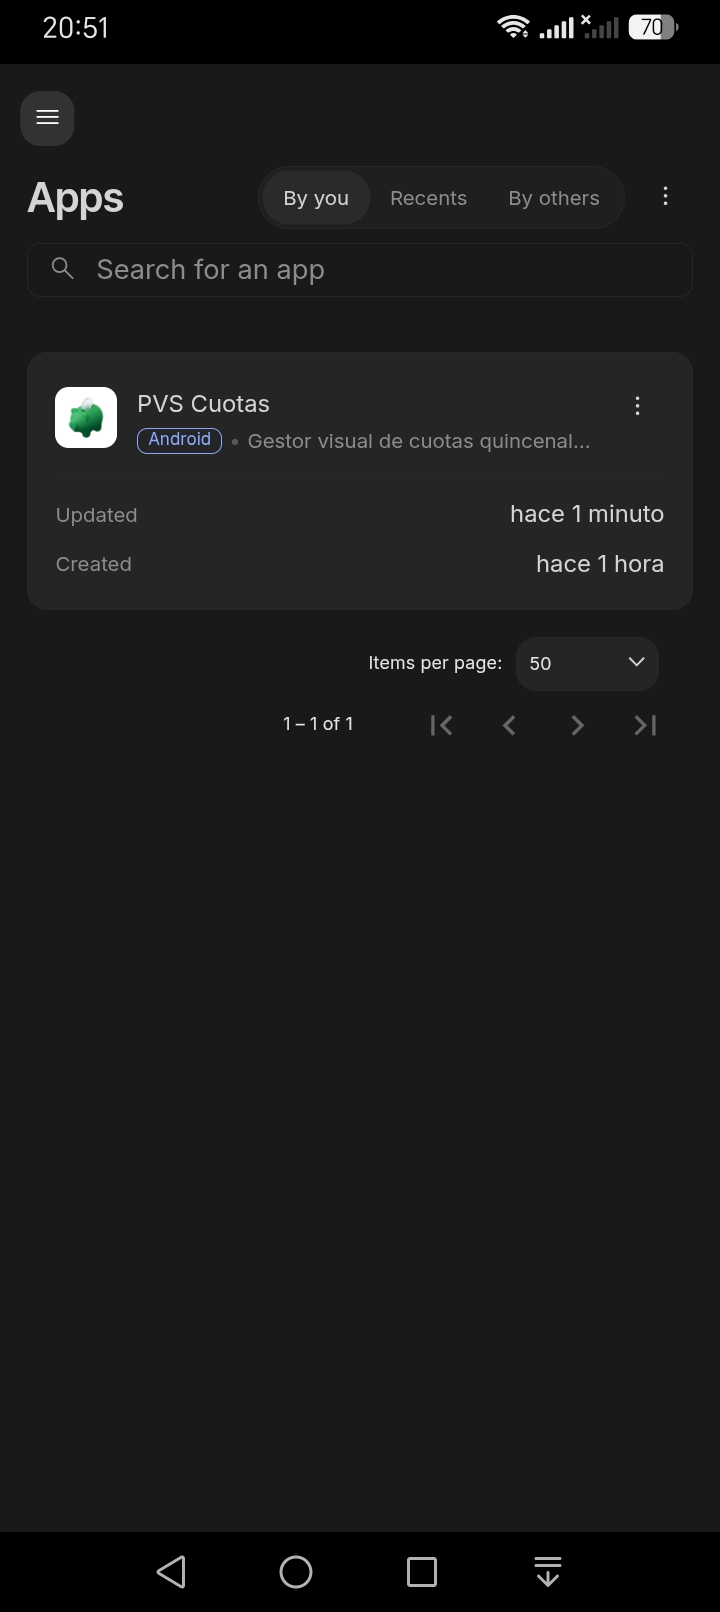 20:51
70
Apps
By you
Recents
By others
Search for an app
PVS Cuotas
Android • Gestor visual de cuotas quincenal...
Updated
hace 1 minuto
Created
hace 1 hora
Items per page:
50
1 – 1 of 1